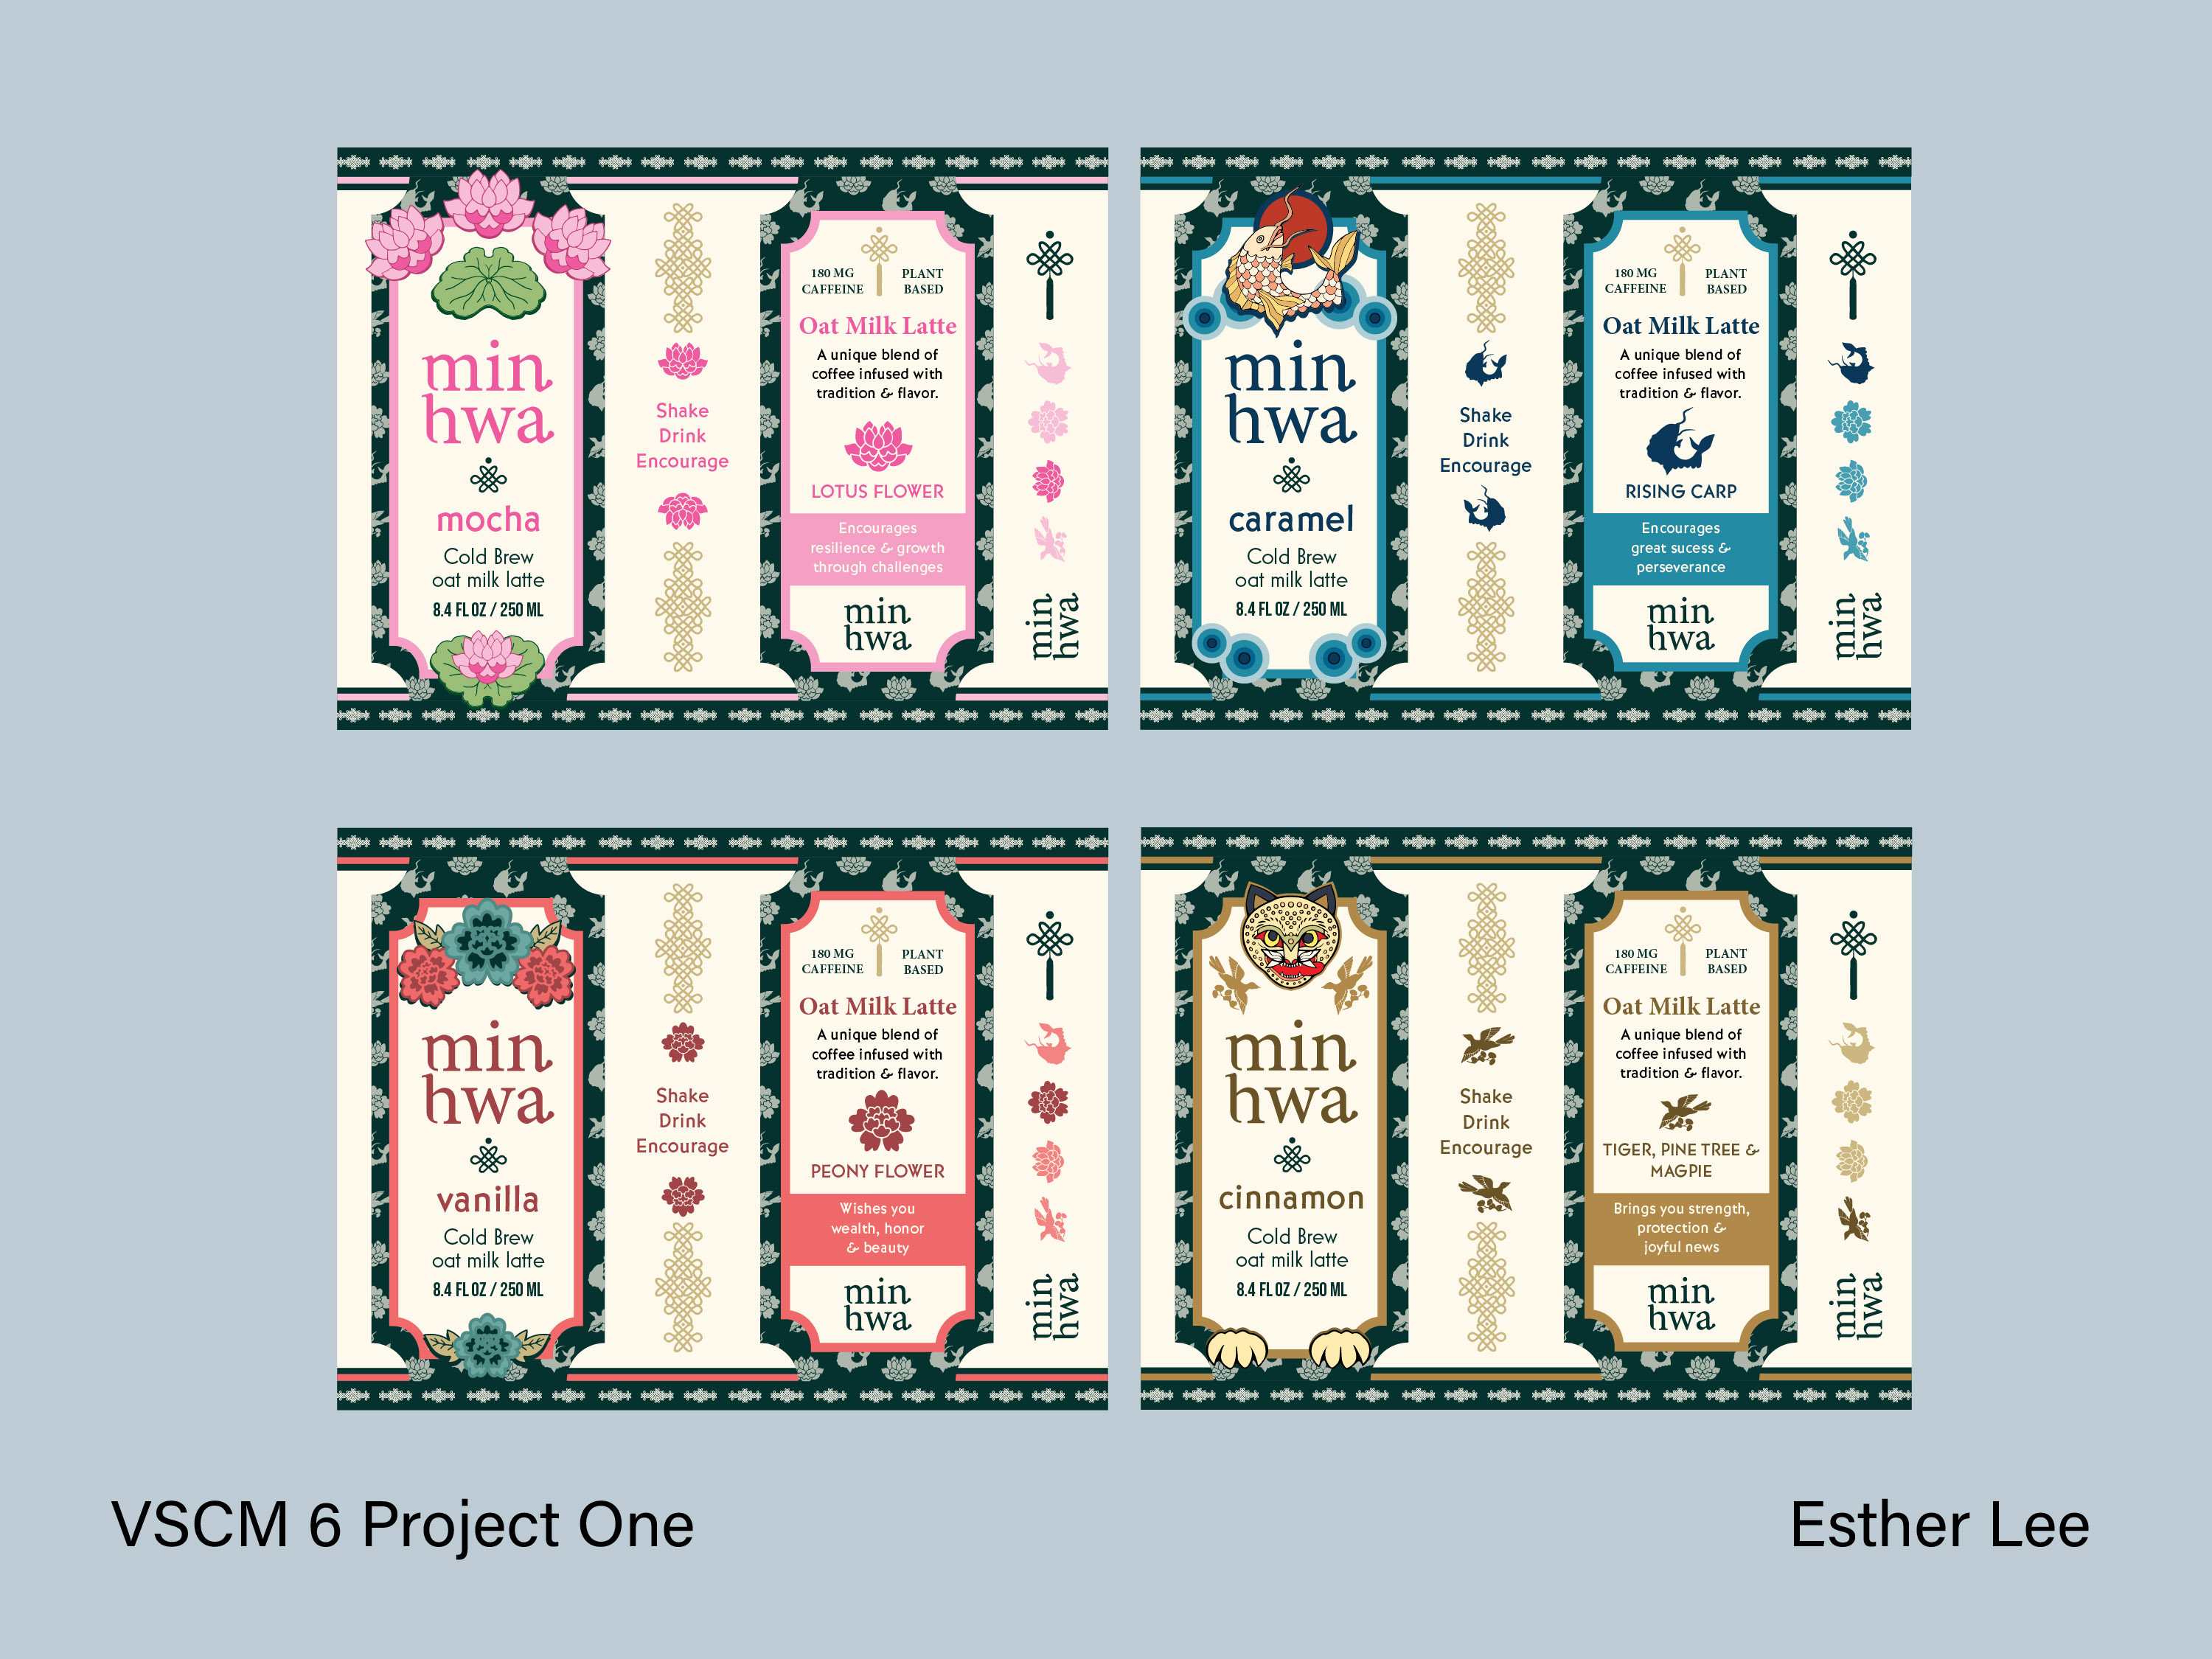 min
hwa
mocha
Cold Brew
oat milk latte
8.4 FL OZ / 250 ML
Shake
Drink
Encourage
180 MG
CAFFEINE
PLANT
BASED
Oat Milk Latte
A unique blend of
coffee infused with
tradition & flavor.
LOTUS FLOWER
Encourages
resilience & growth
through challenges
min
hwa
min
hwa
min
hwa
caramel
Cold Brew
oat milk latte
8.4 FL OZ / 250 ML
Shake
Drink
Encourage
180 MG
CAFFEINE
PLANT
BASED
Oat Milk Latte
A unique blend of
coffee infused with
tradition & flavor.
RISING CARP
Encourages
great sucess &
perseverance
min
hwa
min
hwa
min
hwa
vanilla
Cold Brew
oat milk latte
8.4 FL OZ / 250 ML
Shake
Drink
Encourage
180 MG
CAFFEINE
PLANT
BASED
Oat Milk Latte
A unique blend of
coffee infused with
tradition & flavor.
PEONY FLOWER
Wishes you
wealth, honor
& beauty
min
hwa
min
hwa
min
hwa
cinnamon
Cold Brew
oat milk latte
8.4 FL OZ / 250 ML
Shake
Drink
Encourage
180 MG
CAFFEINE
PLANT
BASED
Oat Milk Latte
A unique blend of
coffee infused with
tradition & flavor.
TIGER, PINE TREE &
MAGPIE
Brings you strength,
protection &
joyful news
min
hwa
min
hwa
VSCM 6 Project One
Esther Lee